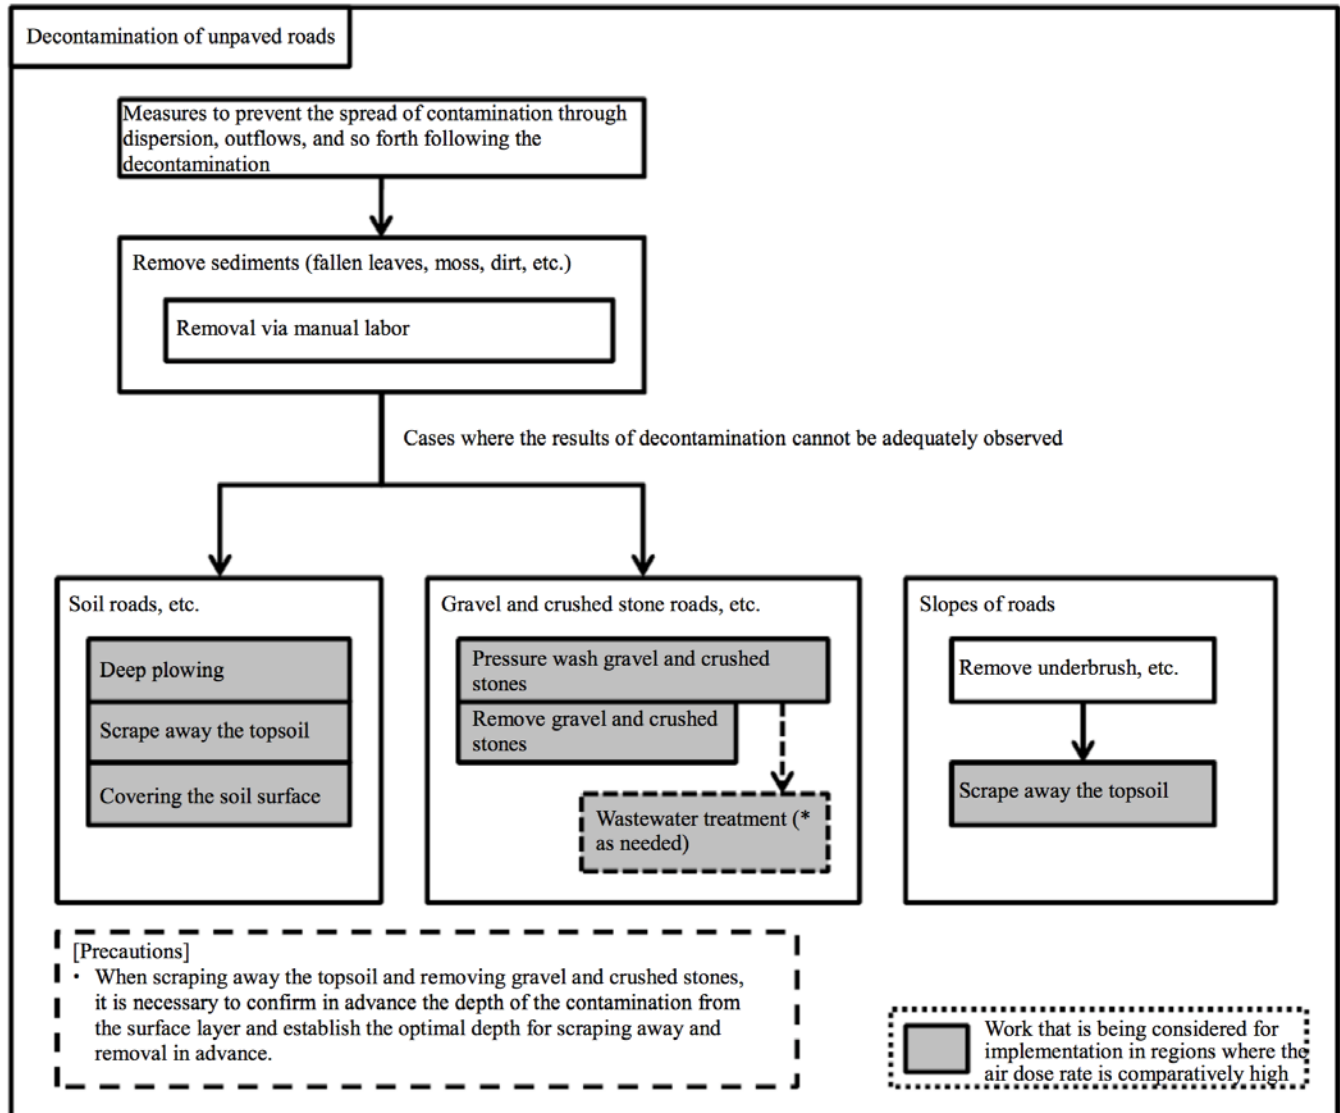 Decontamination of unpaved roads
Measures to prevent the spread of contamination through
dispersion, outflows, and so forth following the
decontamination
Remove sediments (fallen leaves, moss, dirt, etc.)
Removal via manual labor
Cases where the results of decontamination cannot be adequately observed
Soil roads, etc.
Deep plowing
Scrape away the topsoil
Covering the soil surface
Gravel and crushed stone roads, etc.
Pressure wash gravel and crushed
stones
Remove gravel and crushed
stones
Wastewater treatment (*
as needed)
Slopes of roads
Remove underbrush, etc.
Scrape away the topsoil
[Precautions]
・ When scraping away the topsoil and removing gravel and crushed stones,
it is necessary to confirm in advance the depth of the contamination from
the surface layer and establish the optimal depth for scraping away and
removal in advance.
Work that is being considered for
implementation in regions where the
air dose rate is comparatively high